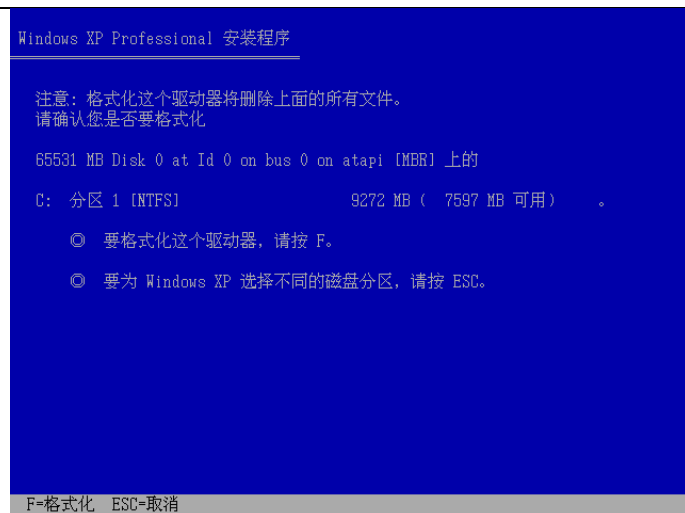 Windows XP Professional 安装程序
注意: 格式化这个驱动器将删除上面的所有文件。
请确认您是否要格式化
65531 MB Disk 0 at Id 0 on bus 0 on atapi [MBR] 上的
C: 分区 1 [NTFS] 9272 MB ( 7597 MB 可用) 。
◎ 要格式化这个驱动器, 请按 F。
◎ 要为 Windows XP 选择不同的磁盘分区, 请按 ESC。
F=格式化 ESC=取消